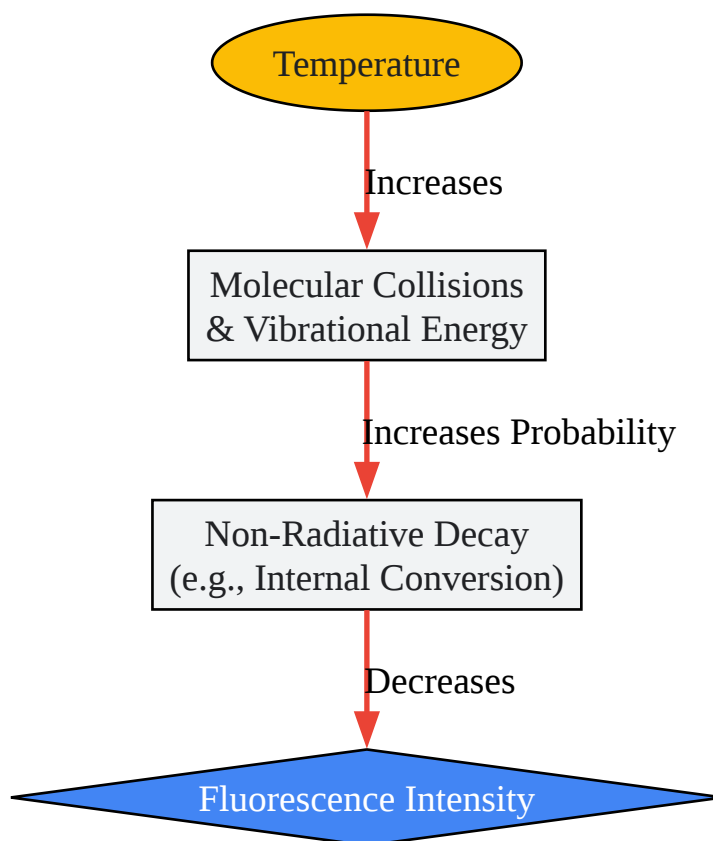 Temperature
Increases
Molecular Collisions
& Vibrational Energy
Increases Probability
Non-Radiative Decay
(e.g., Internal Conversion)
Decreases
Fluorescence Intensity